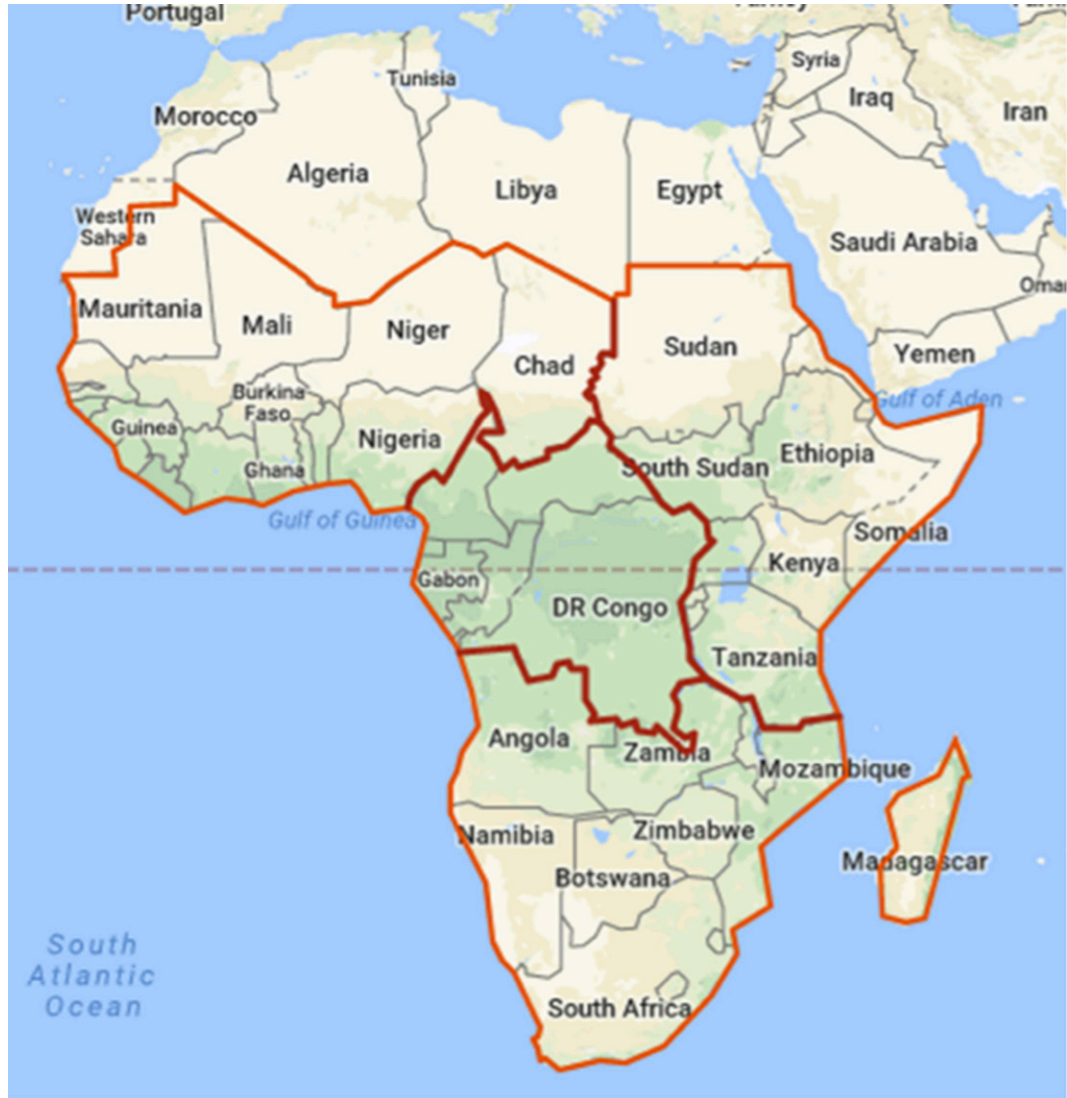 Portugal
Turkey
Syria
Tunisia
Iraq
Iran
Morocco
Algeria
Libya
Egypt
Western
Sahara
Saudi Arabia
Oman
Mauritania
Mali
Niger
Chad
Sudan
Yemen
Burkina
Faso
Gulf of Aden
Guinea
Nigeria
Ethiopia
Ghana
South Sudan
Gulf of Guinea
Somalia
Kenya
Gabon
DR Congo
Tanzania
Angola
Zambia
Mozambique
Namibia
Zimbabwe
Madagascar
Botswana
South
Atlantic
Ocean
South Africa